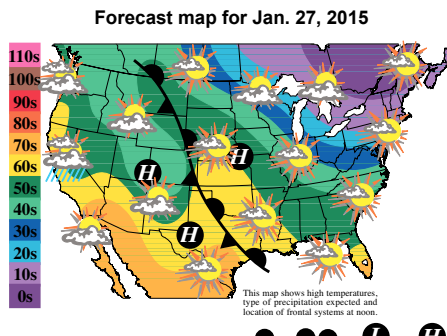 Forecast map for Jan. 27, 2015
110s
100s
90s
80s
70s
60s
50s
40s
30s
20s
10s
0s
H
H
H
This map shows high temperatures,
type of precipitation expected and
location of frontal systems at noon.
L H